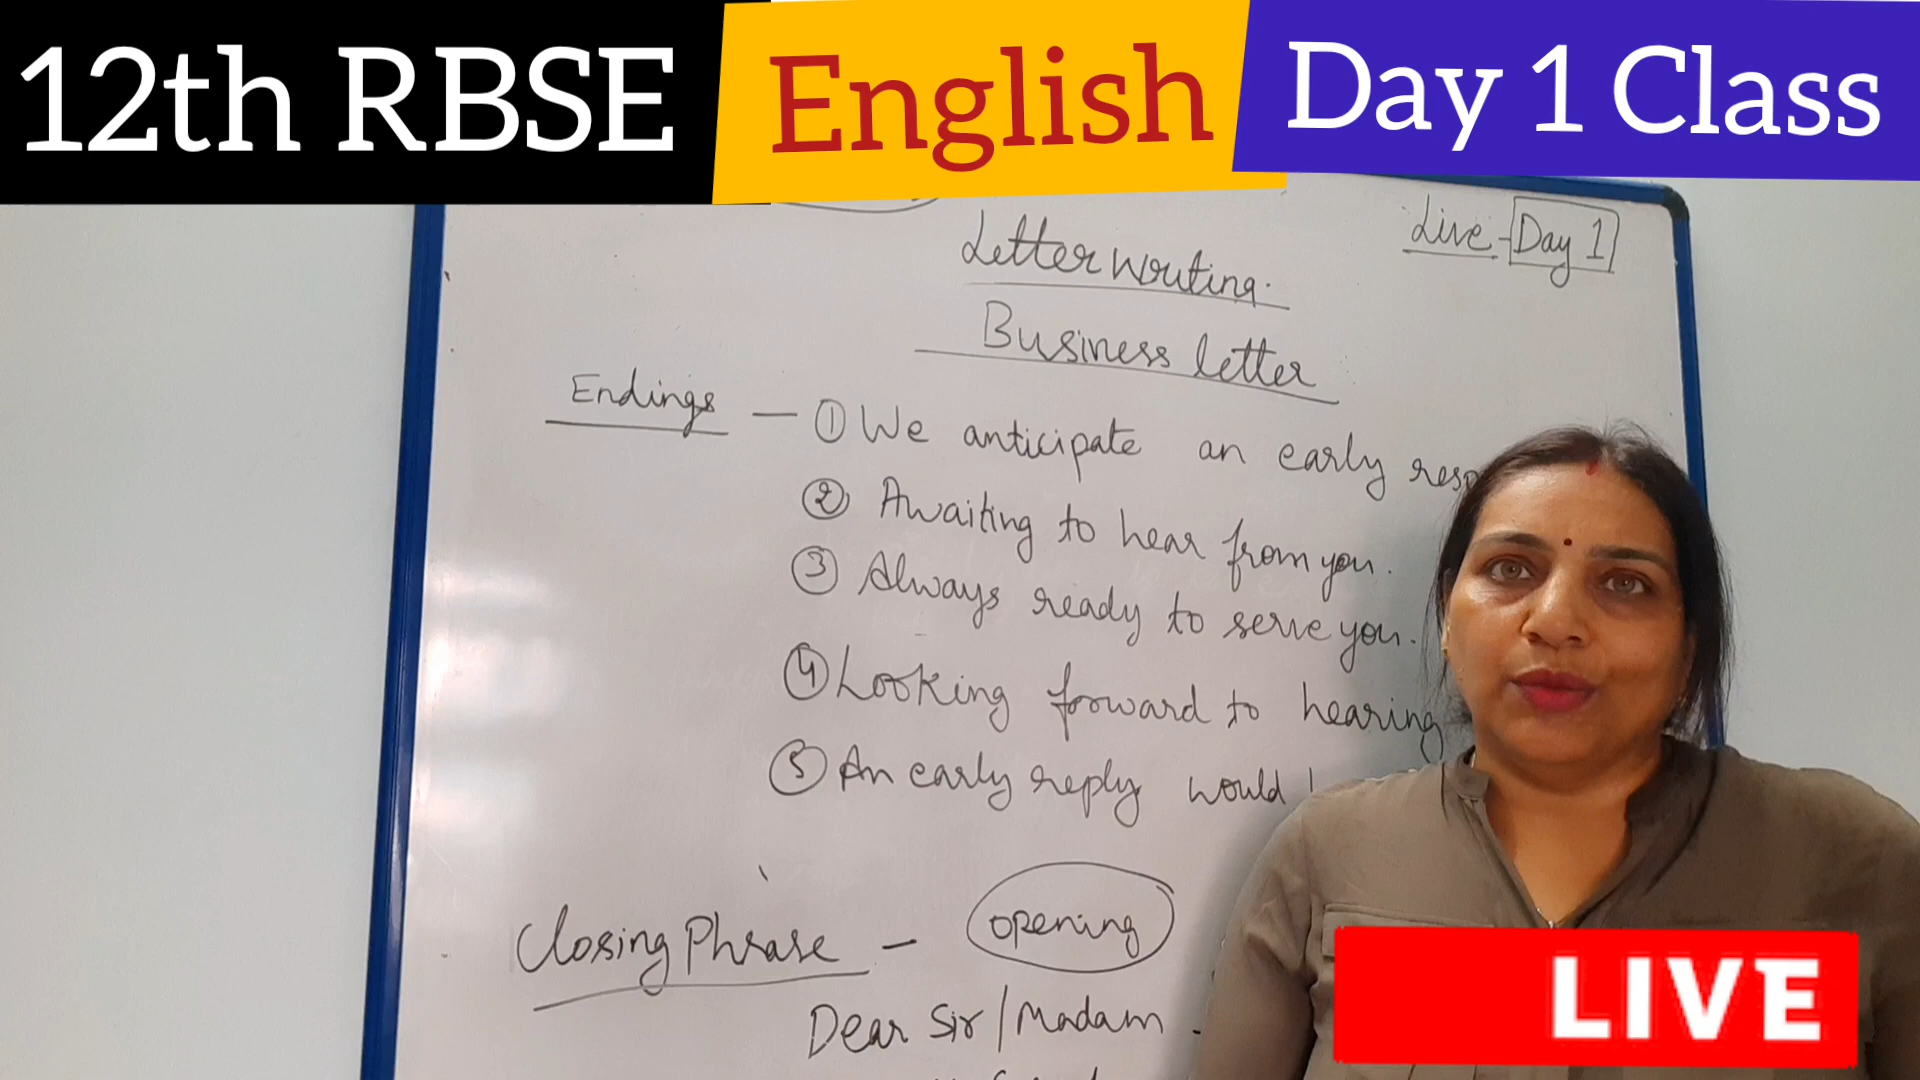 12th RBSE English Day 1 Class
Live - Day 1
Letter writing.
Business letter
Endings — ① We anticipate an early
② Awaiting to hear from you.
③ Always ready to serve you.
④ Looking forward to hearing
⑤ An early reply would
Closing Phrase — opening
Dear Sir / Madam -
LIVE